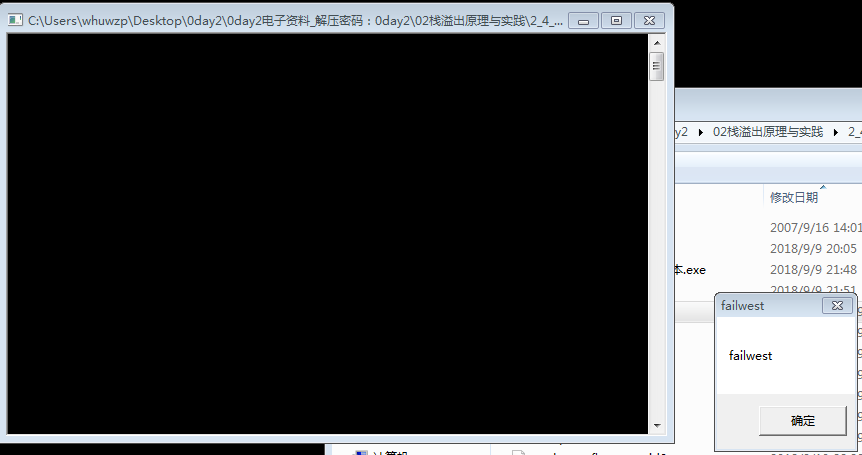 C:\Users\whuwzp\Desktop\0day2\0day2电子资料_解压密码：0day2\02栈溢出原理与实践\2_4_...
y2 ▸ 02栈溢出原理与实践 ▸ 2_4
修改日期
2007/9/16 14:01
2018/9/9 20:05
本.exe 2018/9/9 21:48
2018/9/9 21:51
failwest
failwest
确定
计算机